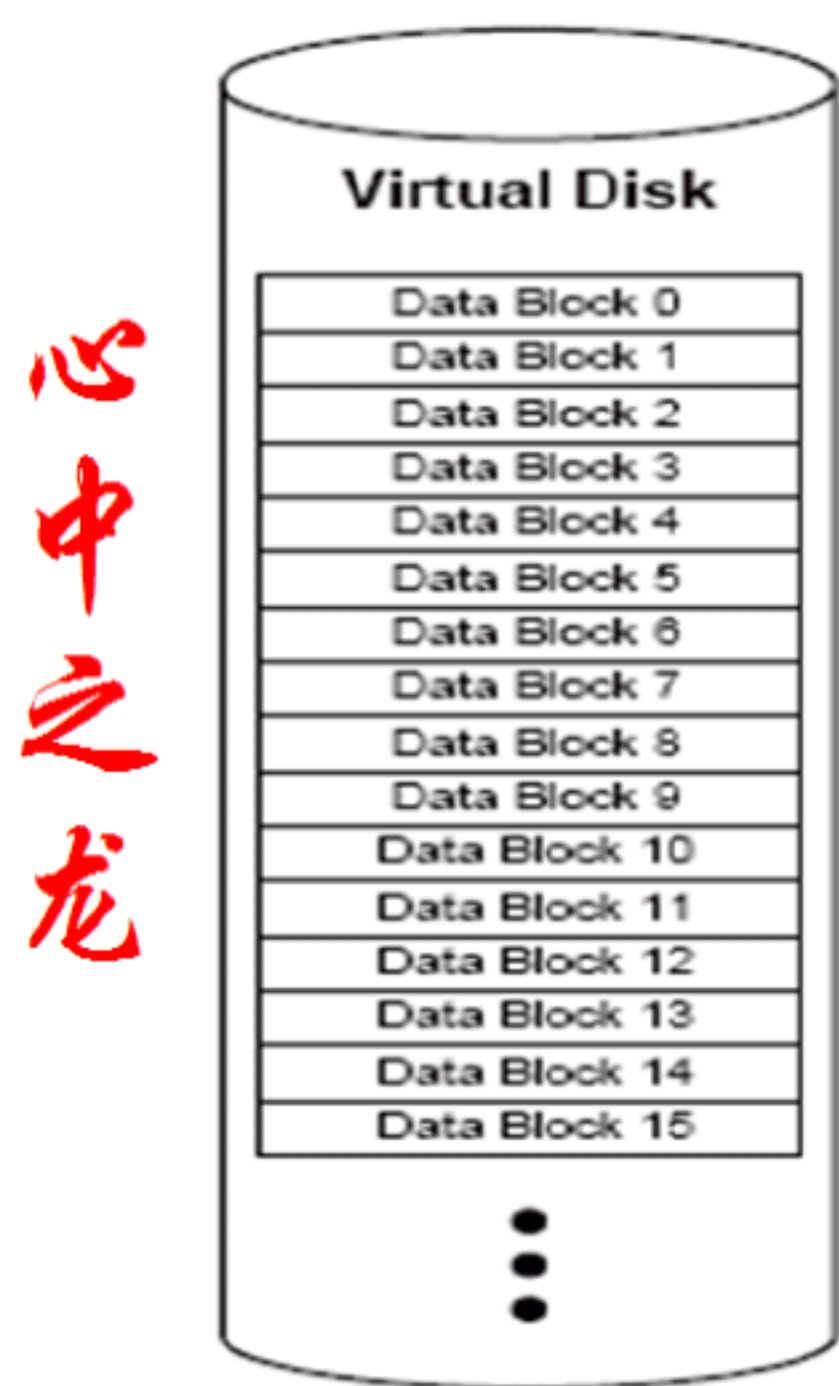 心中之龙
Virtual Disk
Data Block 0
Data Block 1
Data Block 2
Data Block 3
Data Block 4
Data Block 5
Data Block 6
Data Block 7
Data Block 8
Data Block 9
Data Block 10
Data Block 11
Data Block 12
Data Block 13
Data Block 14
Data Block 15